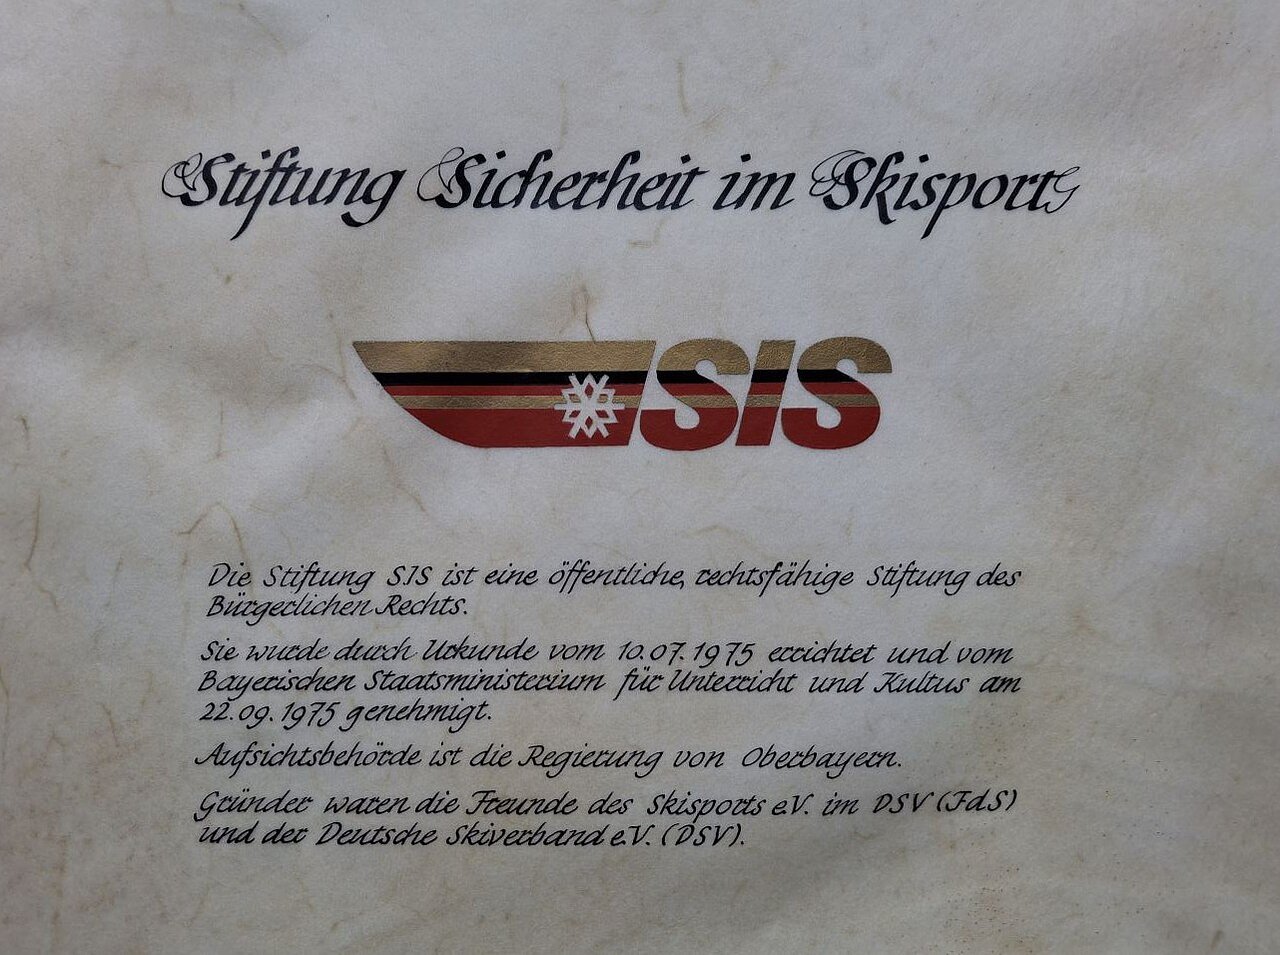 Stiftung Sicherheit im Skisport
SIS
Die Stiftung SIS ist eine öffentliche, rechtsfähige Stiftung des
Bürgerlichen Rechts.
Sie wurde durch Urkunde vom 10.07.1975 errichtet und vom
Bayerischen Staatsministerium für Unterricht und Kultus am
22.09.1975 genehmigt.
Aufsichtsbehörde ist die Regierung von Oberbayern.
Gründer waren die Freunde des Skisports e.V. im DSV (FdS)
und der Deutsche Skiverband e.V. (DSV).